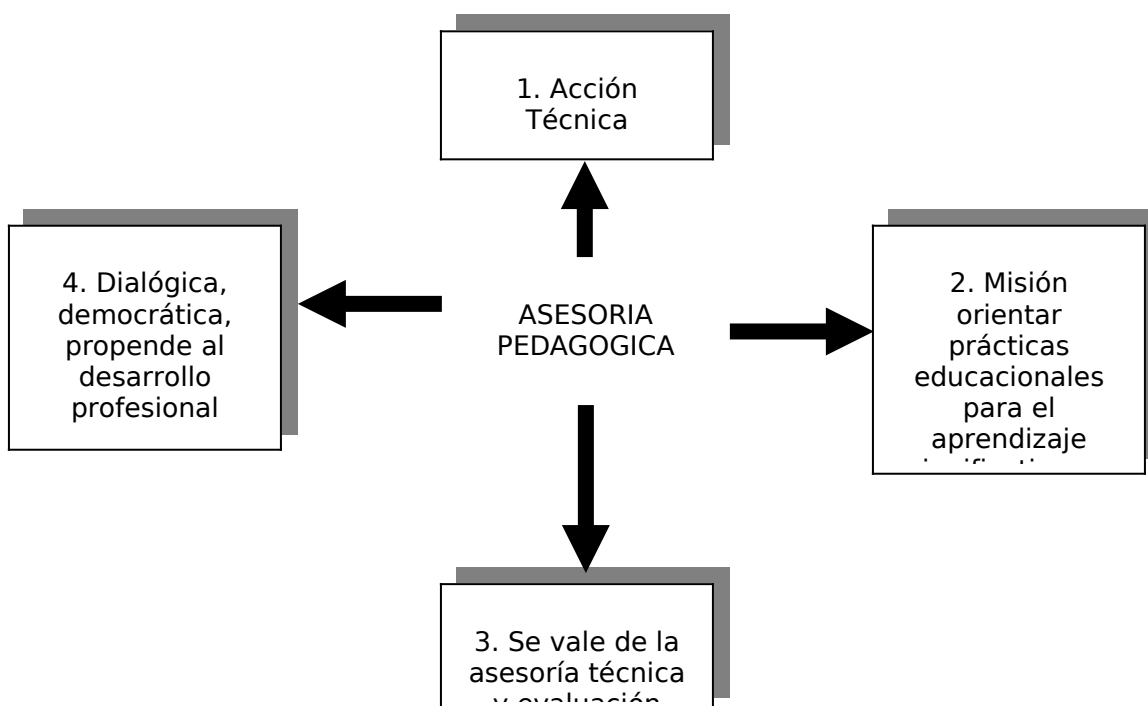 1. Acción
Técnica
4. Dialógica,
democrática,
propende al
desarrollo
profesional
ASESORIA
PEDAGOGICA
2. Misión
orientar
prácticas
educacionales
para el
aprendizaje
3. Se vale de la
asesoría técnica
y evaluación